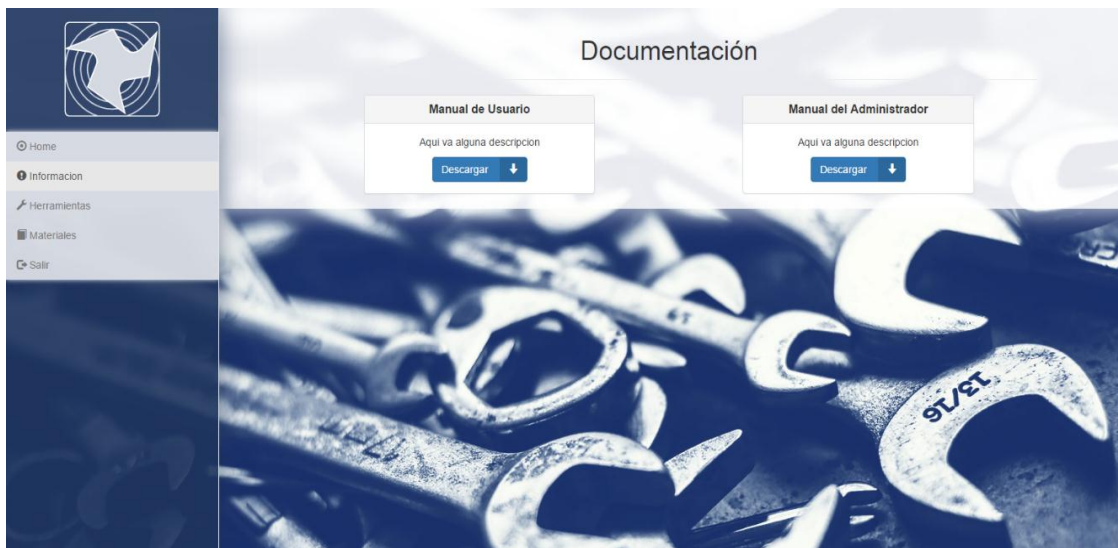 Documentación
Home
Informacion
Herramientas
Materiales
Salir
Manual de Usuario
Aqui va alguna descripcion
Descargar
Manual del Administrador
Aqui va alguna descripcion
Descargar
13/16